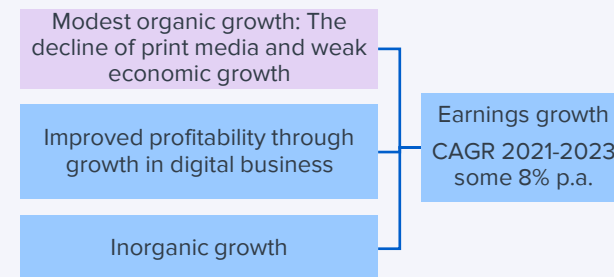 Modest organic growth: The
decline of print media and weak
economic growth
Improved profitability through
growth in digital business
Inorganic growth
Earnings growth
CAGR 2021-2023
some 8% p.a.